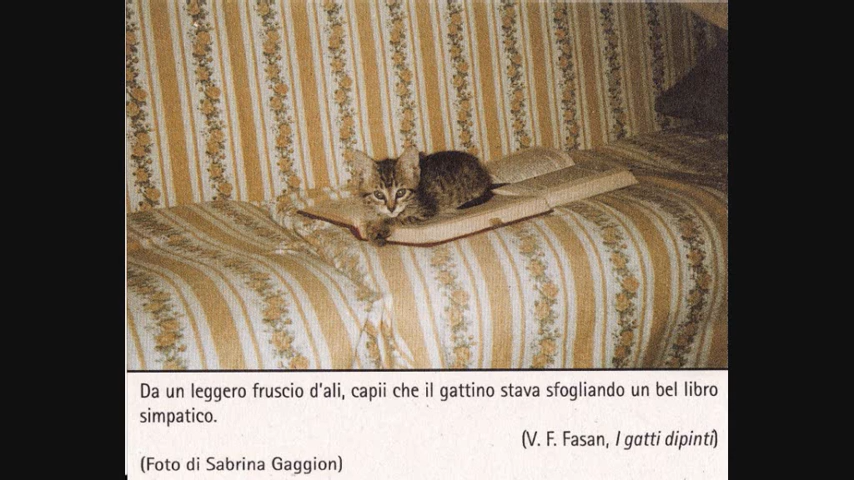 Da un leggero fruscio d'ali, capii che il gattino stava sfogliando un bel libro
simpatico.
(V. F. Fasan, I gatti dipinti)
(Foto di Sabrina Gaggion)